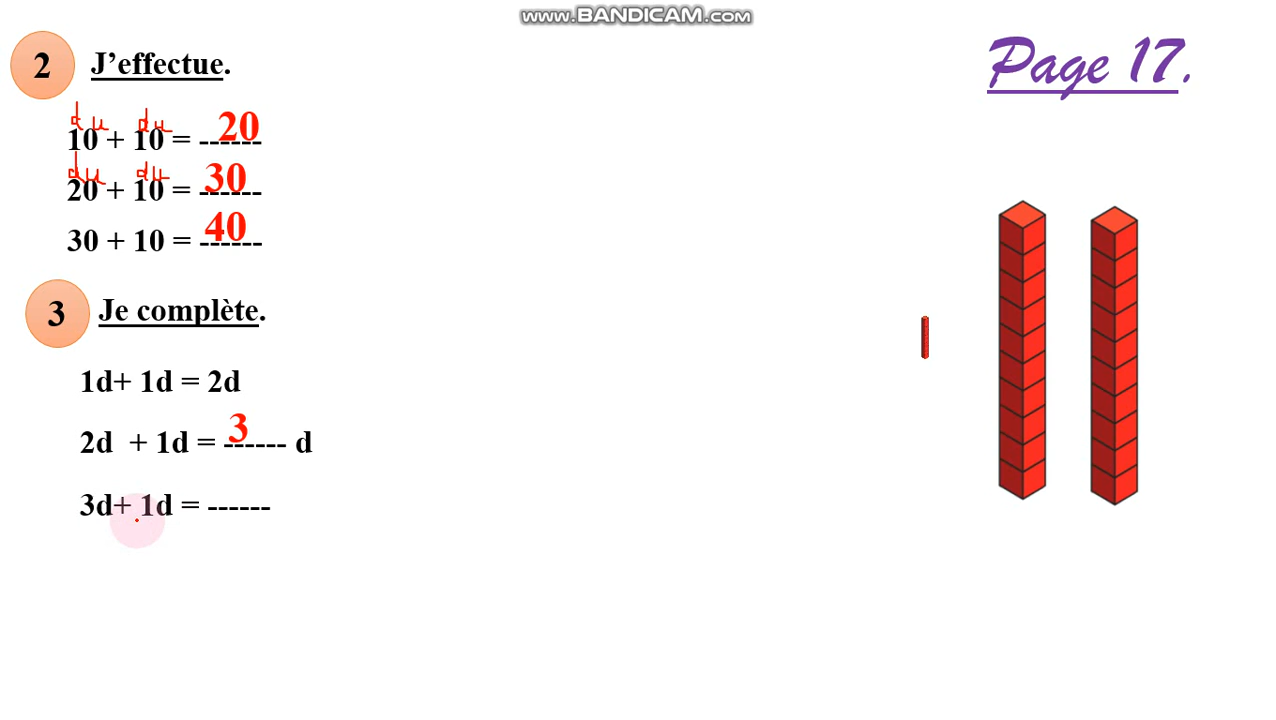 www.BANDICAM.com
Page 17.
2 J’effectue.
d u d u
10 + 10 = ------ 20
d u d u
20 + 10 = ------ 30
30 + 10 = ------ 40
3 Je complète.
1d+ 1d = 2d
2d + 1d = ------ d 3
3d+ 1d = ------